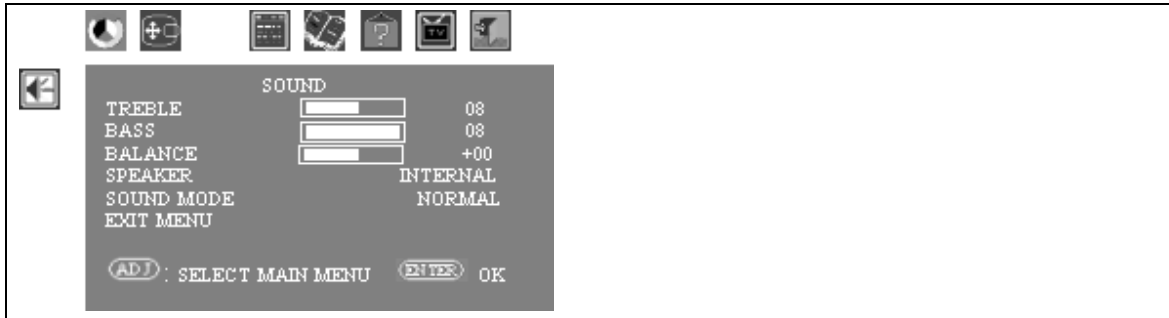 ?
TV
SOUND
TREBLE 08
BASS 08
BALANCE +00
SPEAKER INTERNAL
SOUND MODE NORMAL
EXIT MENU
ADJ : SELECT MAIN MENU ENTER OK